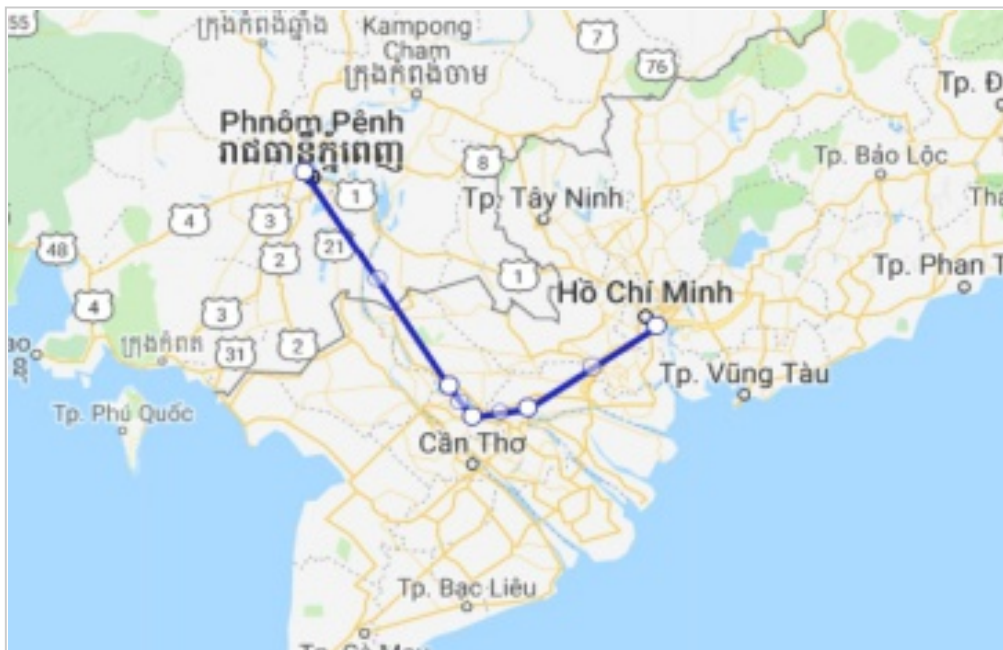 55
ក្រុងកំពង់ឆ្នាំង
Kampong
Cham
ក្រុងកំពង់ចាម
7
76
Tp. Đ
Phnôm Pênh
រាជធានីភ្នំពេញ
8
Tp. Bảo Lộc
1
Tp. Tây Ninh
4
3
21
48
2
1
Tp. Phan T
Hồ Chí Minh
4
3
ក្រុងកំពត
31
2
Tp. Vũng Tàu
Tp. Phú Quốc
Cần Thơ
Tp. Bạc Liêu